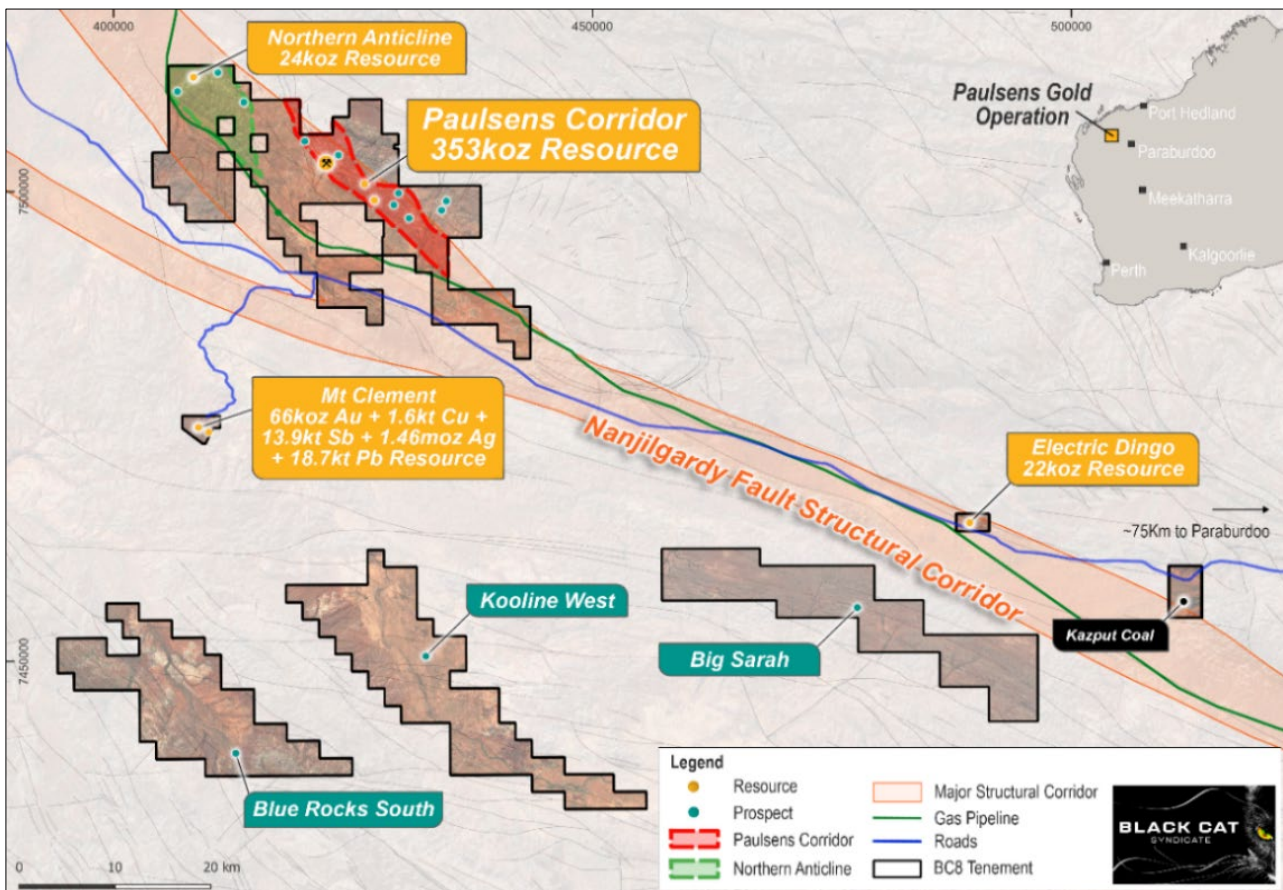 400000
450000
500000
Northern Anticline
24koz Resource
Paulsens Corridor
353koz Resource
Paulsens Gold
Operation
Port Hedland
Paraburdoo
Meekatharra
Kalgoorlie
Perth
7500000
Mt Clement
66koz Au + 1.6kt Cu +
13.9kt Sb + 1.46moz Ag
+ 18.7kt Pb Resource
Nanjilgardy Fault Structural Corridor
Electric Dingo
22koz Resource
~75Km to Paraburdoo
Kooline West
Big Sarah
Kazput Coal
7450000
Blue Rocks South
Legend
Resource
Prospect
Paulsens Corridor
Northern Anticline
Major Structural Corridor
Gas Pipeline
Roads
BC8 Tenement
BLACK CAT
SYNDICATE
0 10 20 km